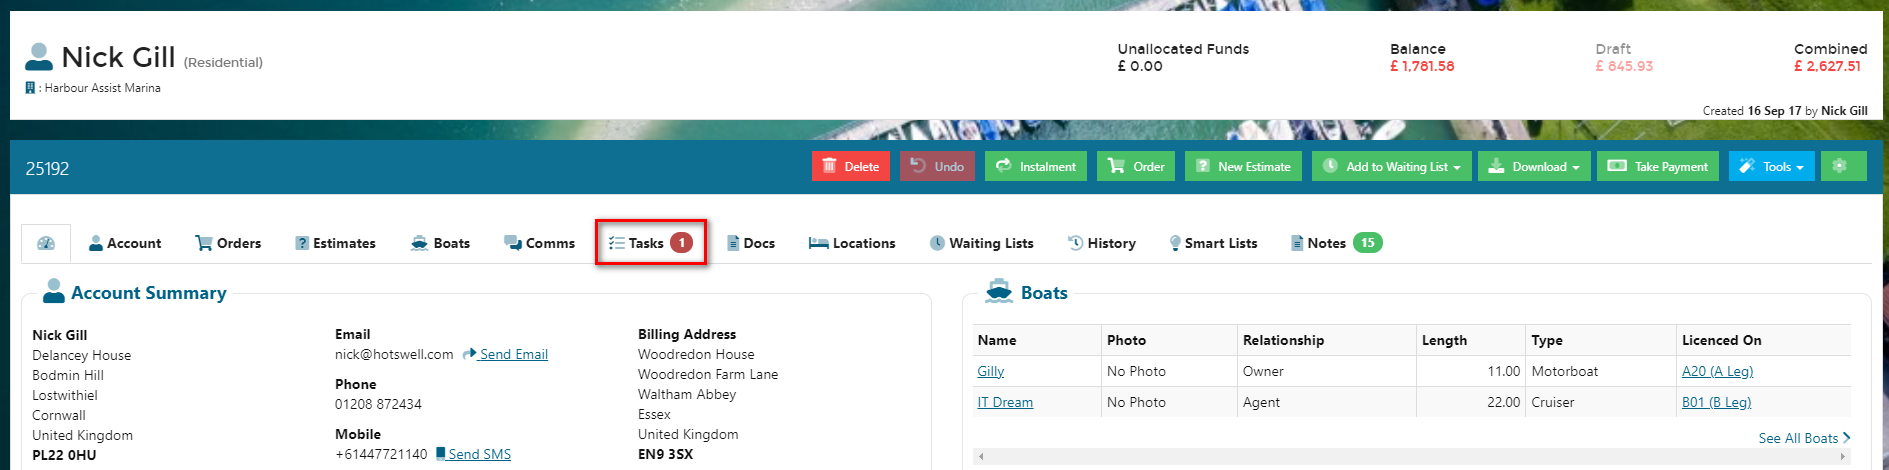 Nick Gill (Residential)
: Harbour Assist Marina
Unallocated Funds Balance Draft Combined
£ 0.00 £ 1,781.58 £ 845.93 £ 2,627.51
Created 16 Sep 17 by Nick Gill
25192 Delete Undo Instalment Order New Estimate Add to Waiting List Download Take Payment Tools
Account Orders Estimates Boats Comms Tasks 1 Docs Locations Waiting Lists History Smart Lists Notes 15
Account Summary
Nick Gill
Delancey House
Bodmin Hill
Lostwithiel
Cornwall
United Kingdom
PL22 0HU
Email
nick@hotswell.com Send Email
Phone
01208 872434
Mobile
+61447721140 Send SMS
Billing Address
Woodredon House
Woodredon Farm Lane
Waltham Abbey
Essex
United Kingdom
EN9 3SX
Boats
Name Photo Relationship Length Type Licenced On
Gilly No Photo Owner 11.00 Motorboat A20 (A Leg)
IT Dream No Photo Agent 22.00 Cruiser B01 (B Leg)
See All Boats